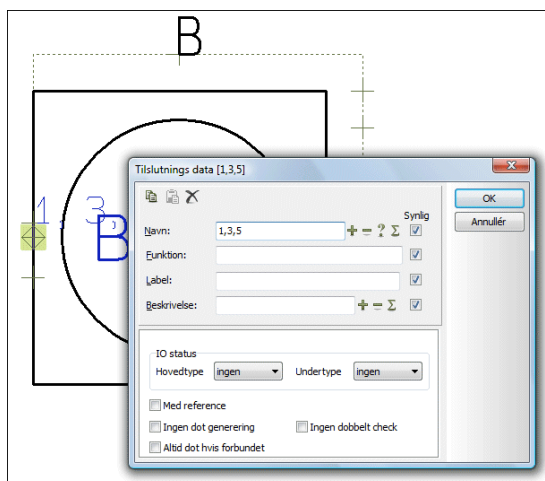 B
Tilslutnings data [1,3,5]
OK
Annullér
Synlig
Navn: 1,3,5
Funktion:
Label:
Beskrivelse:
1, 3,
B
IO status
Hovedtype ingen Undertype ingen
Med reference
Ingen dot generering Ingen dobbelt check
Altid dot hvis forbundet